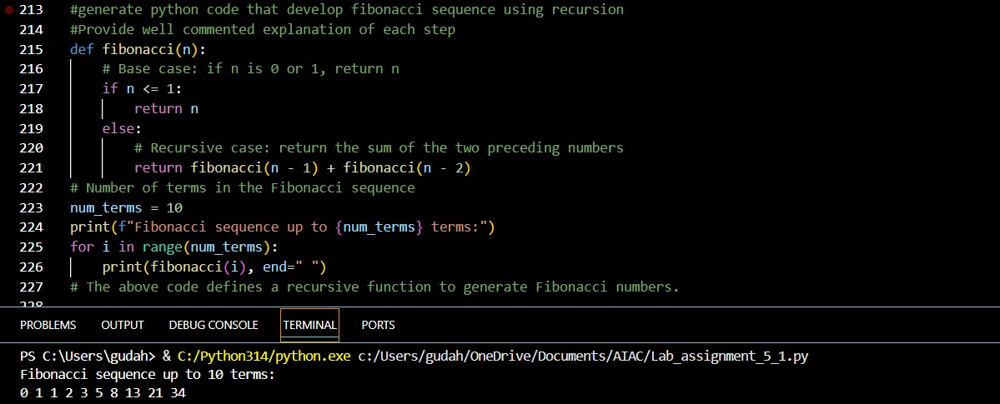 213 #generate python code that develop fibonacci sequence using recursion
214 #Provide well commented explanation of each step
215 def fibonacci(n):
216     # Base case: if n is 0 or 1, return n
217     if n <= 1:
218         return n
219     else:
220         # Recursive case: return the sum of the two preceding numbers
221         return fibonacci(n - 1) + fibonacci(n - 2)
222 # Number of terms in the Fibonacci sequence
223 num_terms = 10
224 print(f"Fibonacci sequence up to {num_terms} terms:")
225 for i in range(num_terms):
226     print(fibonacci(i), end=" ")
227 # The above code defines a recursive function to generate Fibonacci numbers.
228
PROBLEMS OUTPUT DEBUG CONSOLE TERMINAL PORTS
PS C:\Users\gudah> & C:/Python314/python.exe c:/Users/gudah/OneDrive/Documents/AIAC/Lab_assignment_5_1.py
Fibonacci sequence up to 10 terms:
0 1 1 2 3 5 8 13 21 34